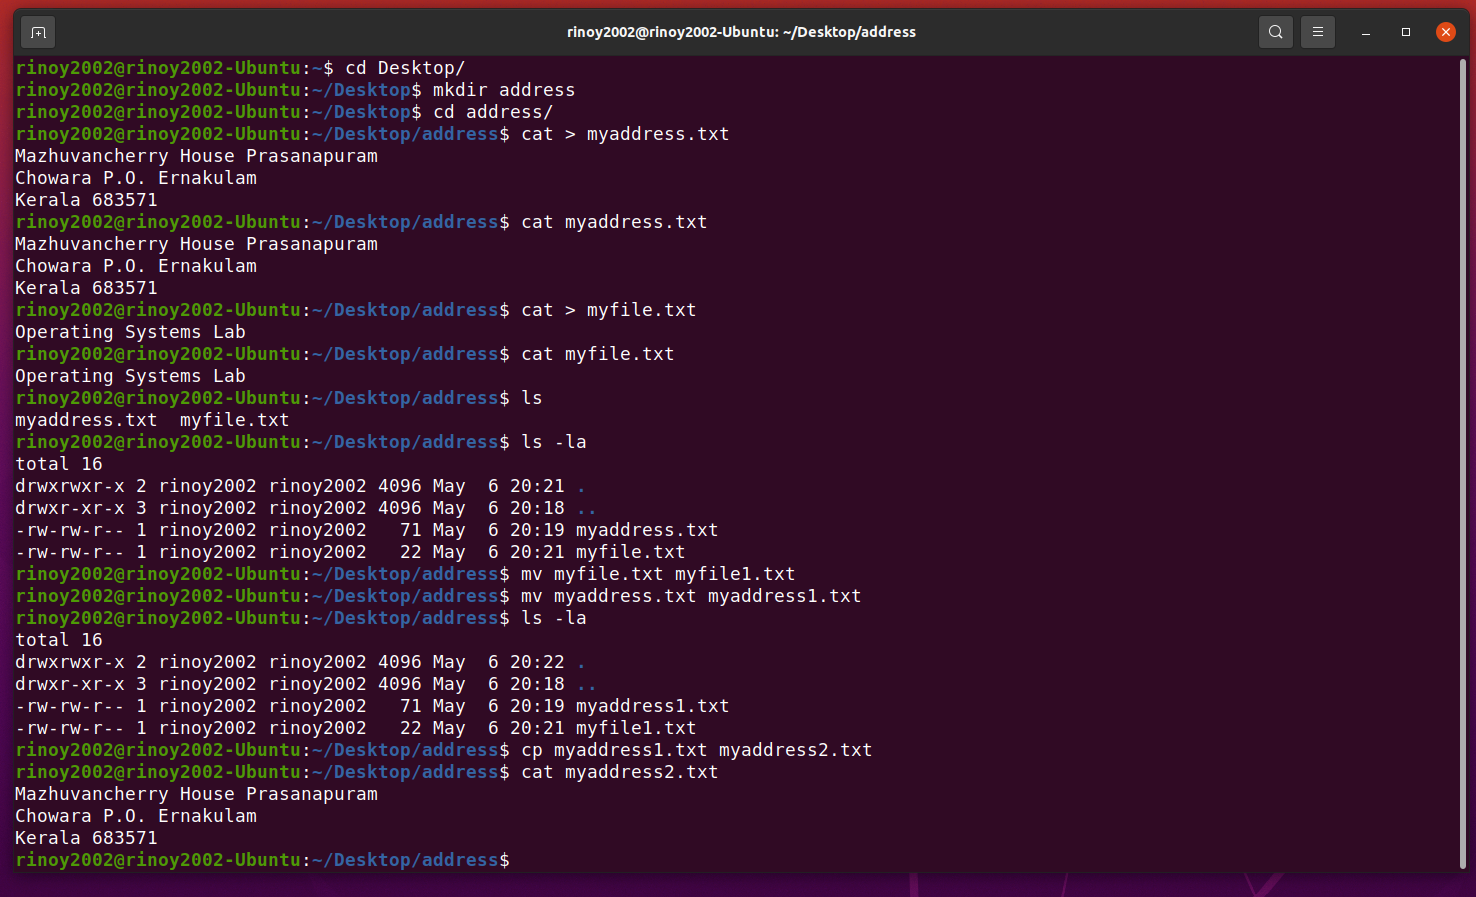 rinoy2002@rinoy2002-Ubuntu: ~/Desktop/address
rinoy2002@rinoy2002-Ubuntu:~$ cd Desktop/
rinoy2002@rinoy2002-Ubuntu:~/Desktop$ mkdir address
rinoy2002@rinoy2002-Ubuntu:~/Desktop$ cd address/
rinoy2002@rinoy2002-Ubuntu:~/Desktop/address$ cat > myaddress.txt
Mazhuvancherry House Prasanapuram
Chowara P.O. Ernakulam
Kerala 683571
rinoy2002@rinoy2002-Ubuntu:~/Desktop/address$ cat myaddress.txt
Mazhuvancherry House Prasanapuram
Chowara P.O. Ernakulam
Kerala 683571
rinoy2002@rinoy2002-Ubuntu:~/Desktop/address$ cat > myfile.txt
Operating Systems Lab
rinoy2002@rinoy2002-Ubuntu:~/Desktop/address$ cat myfile.txt
Operating Systems Lab
rinoy2002@rinoy2002-Ubuntu:~/Desktop/address$ ls
myaddress.txt  myfile.txt
rinoy2002@rinoy2002-Ubuntu:~/Desktop/address$ ls -la
total 16
drwxrwxr-x 2 rinoy2002 rinoy2002 4096 May  6 20:21 .
drwxr-xr-x 3 rinoy2002 rinoy2002 4096 May  6 20:18 ..
-rw-rw-r-- 1 rinoy2002 rinoy2002   71 May  6 20:19 myaddress.txt
-rw-rw-r-- 1 rinoy2002 rinoy2002   22 May  6 20:21 myfile.txt
rinoy2002@rinoy2002-Ubuntu:~/Desktop/address$ mv myfile.txt myfile1.txt
rinoy2002@rinoy2002-Ubuntu:~/Desktop/address$ mv myaddress.txt myaddress1.txt
rinoy2002@rinoy2002-Ubuntu:~/Desktop/address$ ls -la
total 16
drwxrwxr-x 2 rinoy2002 rinoy2002 4096 May  6 20:22 .
drwxr-xr-x 3 rinoy2002 rinoy2002 4096 May  6 20:18 ..
-rw-rw-r-- 1 rinoy2002 rinoy2002   71 May  6 20:19 myaddress1.txt
-rw-rw-r-- 1 rinoy2002 rinoy2002   22 May  6 20:21 myfile1.txt
rinoy2002@rinoy2002-Ubuntu:~/Desktop/address$ cp myaddress1.txt myaddress2.txt
rinoy2002@rinoy2002-Ubuntu:~/Desktop/address$ cat myaddress2.txt
Mazhuvancherry House Prasanapuram
Chowara P.O. Ernakulam
Kerala 683571
rinoy2002@rinoy2002-Ubuntu:~/Desktop/address$